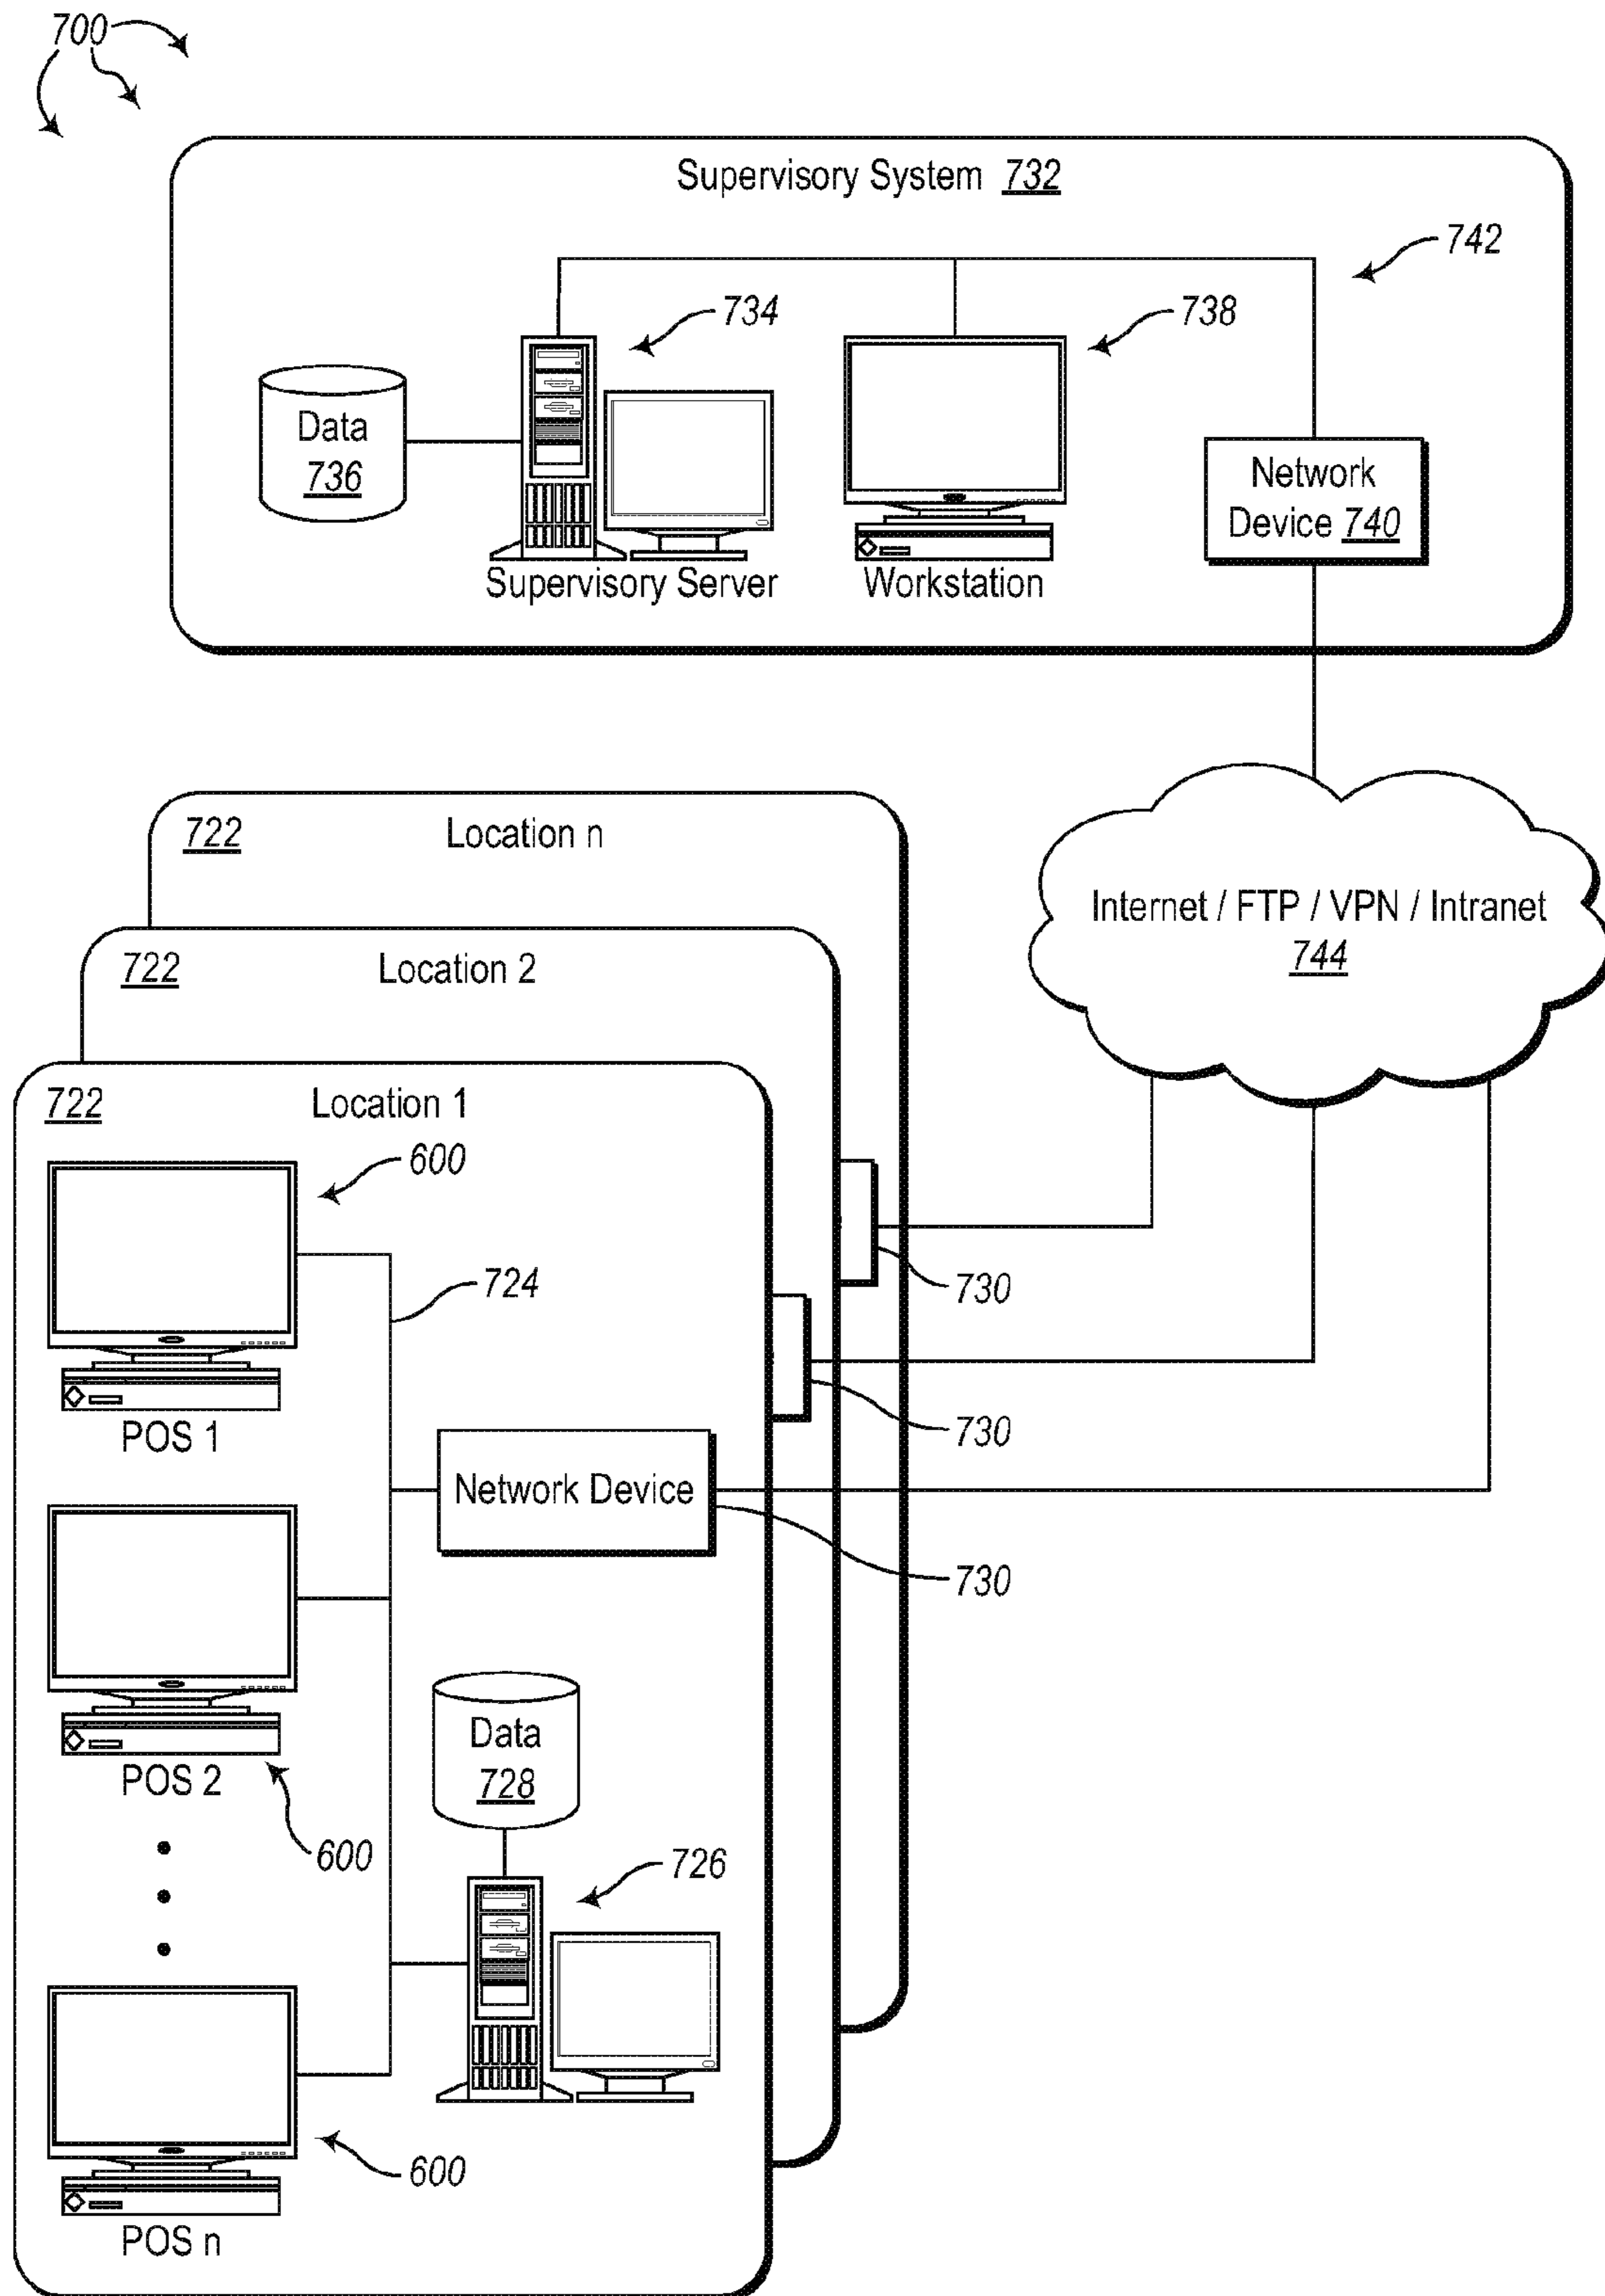 700
Supervisory System 732
742
734
738
Data
736
Network
Device 740
Supervisory Server
Workstation
722
Location n
Internet / FTP / VPN / Intranet
744
722
Location 2
722
Location 1
600
724
730
POS 1
730
Network Device
730
Data
728
POS 2
600
726
600
POS n